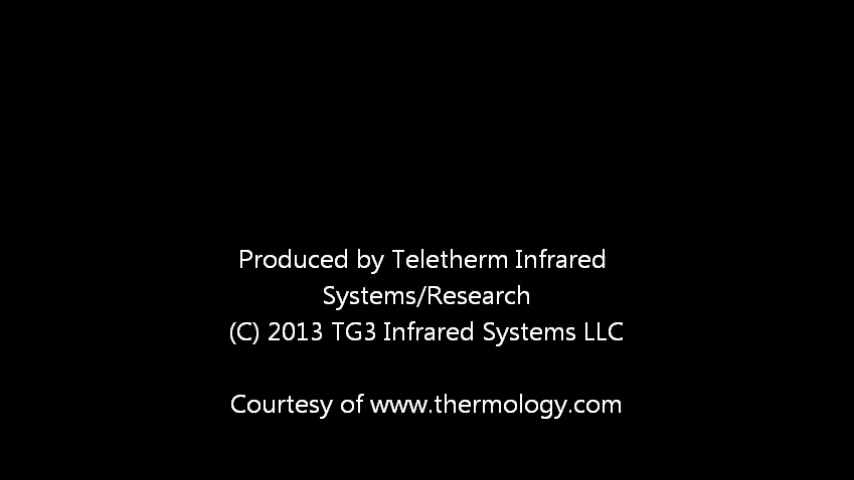 Produced by Teletherm Infrared
Systems/Research
(C) 2013 TG3 Infrared Systems LLC
Courtesy of www.thermology.com